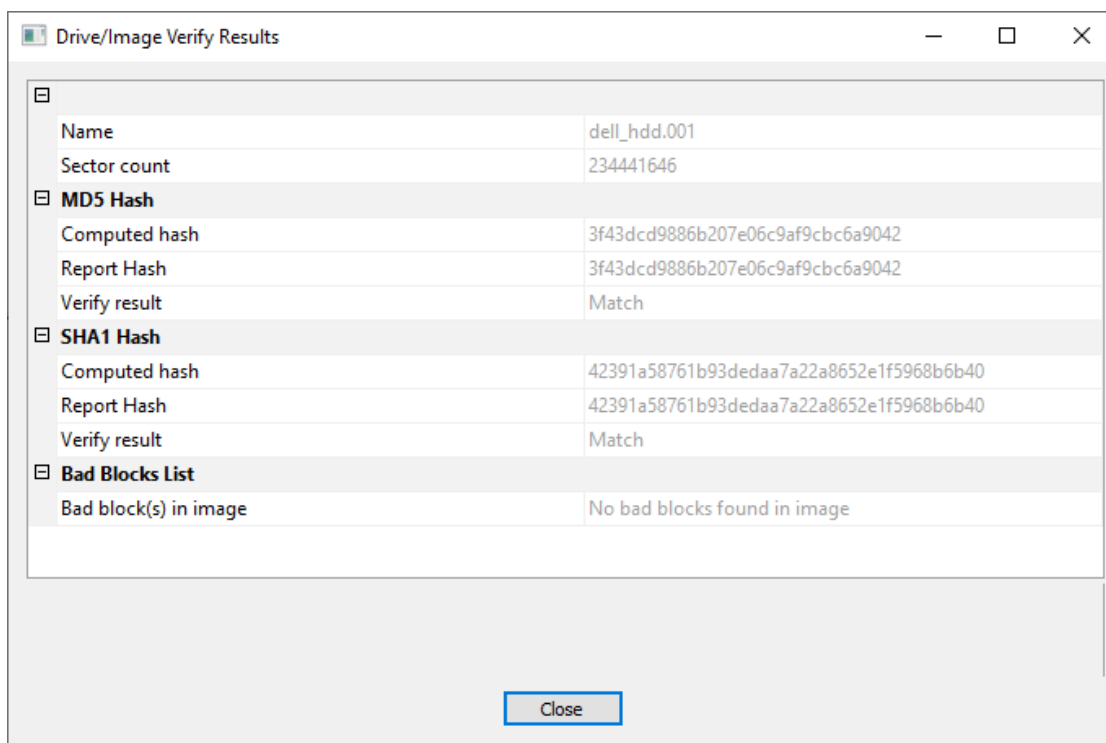 Drive/Image Verify Results
Name dell_hdd.001
Sector count 234441646
MD5 Hash
Computed hash 3f43dcd9886b207e06c9af9cbc6a9042
Report Hash 3f43dcd9886b207e06c9af9cbc6a9042
Verify result Match
SHA1 Hash
Computed hash 42391a58761b93dedaa7a22a8652e1f5968b6b40
Report Hash 42391a58761b93dedaa7a22a8652e1f5968b6b40
Verify result Match
Bad Blocks List
Bad block(s) in image No bad blocks found in image
Close